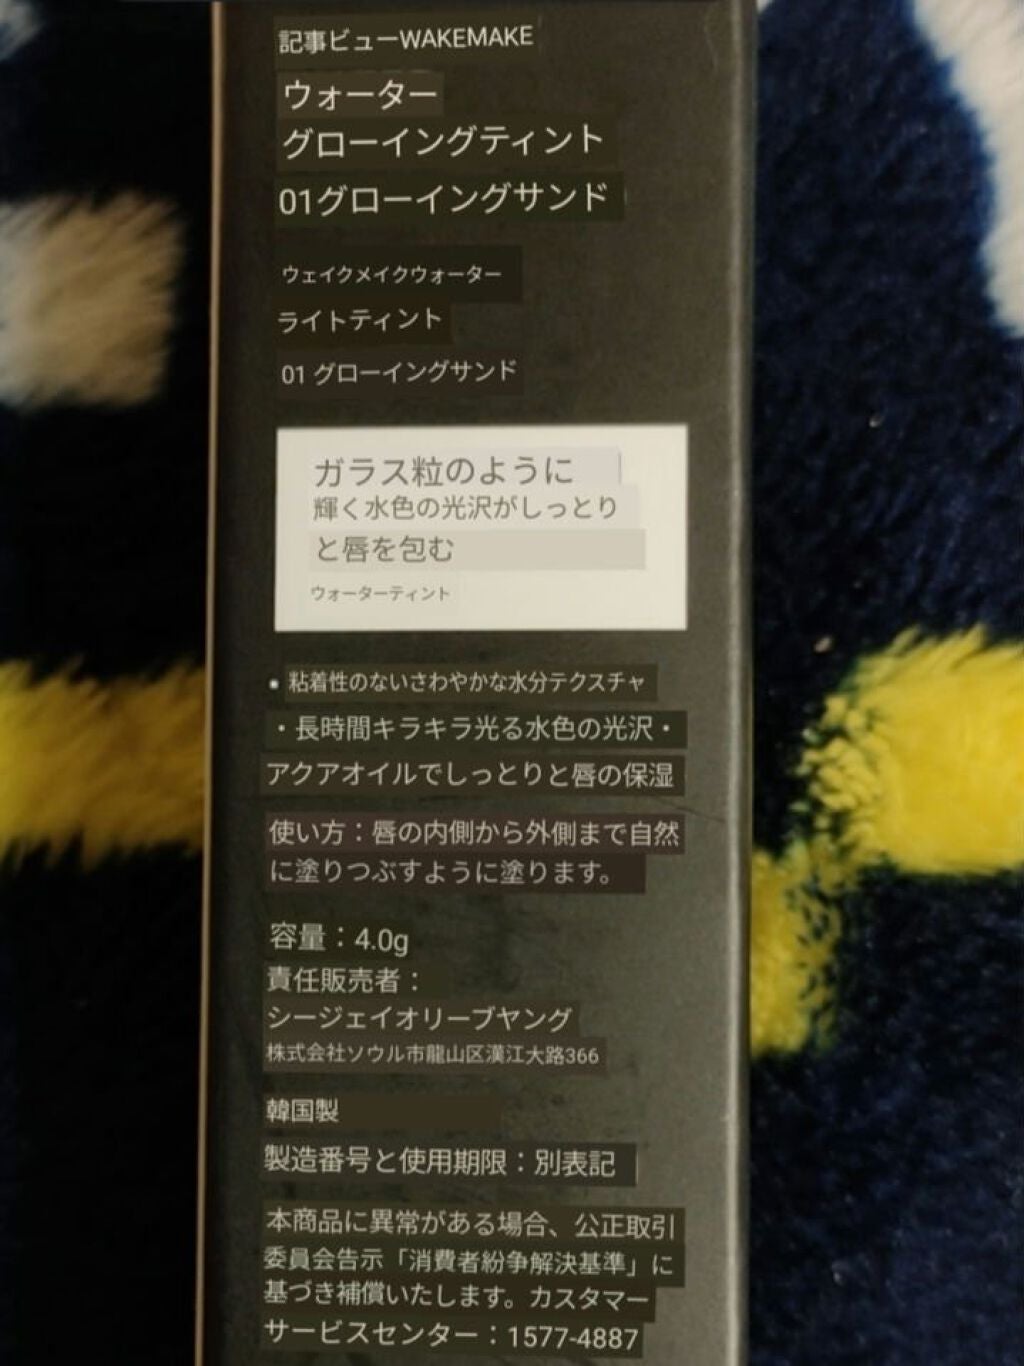 記事ビューWAKEMAKE
ウォーター
グローイングティント
01グローイングサンド
ウェイクメイクウォーター
ライトティント
01 グローイングサンド
ガラス粒のように
輝く水色の光沢がしっとり
と唇を包む
ウォーターティント
• 粘着性のないさわやかな水分テクスチャ
・長時間キラキラ光る水色の光沢・
アクアオイルでしっとりと唇の保湿
使い方：唇の内側から外側まで自然
に塗りつぶすように塗ります。
容量：4.0g
責任販売者：
シージェイオリーブヤング
株式会社ソウル市龍山区漢江大路366
韓国製
製造番号と使用期限：別表記
本商品に異常がある場合、公正取引
委員会告示「消費者紛争解決基準」に
基づき補償いたします。カスタマー
サービスセンター：1577-4887